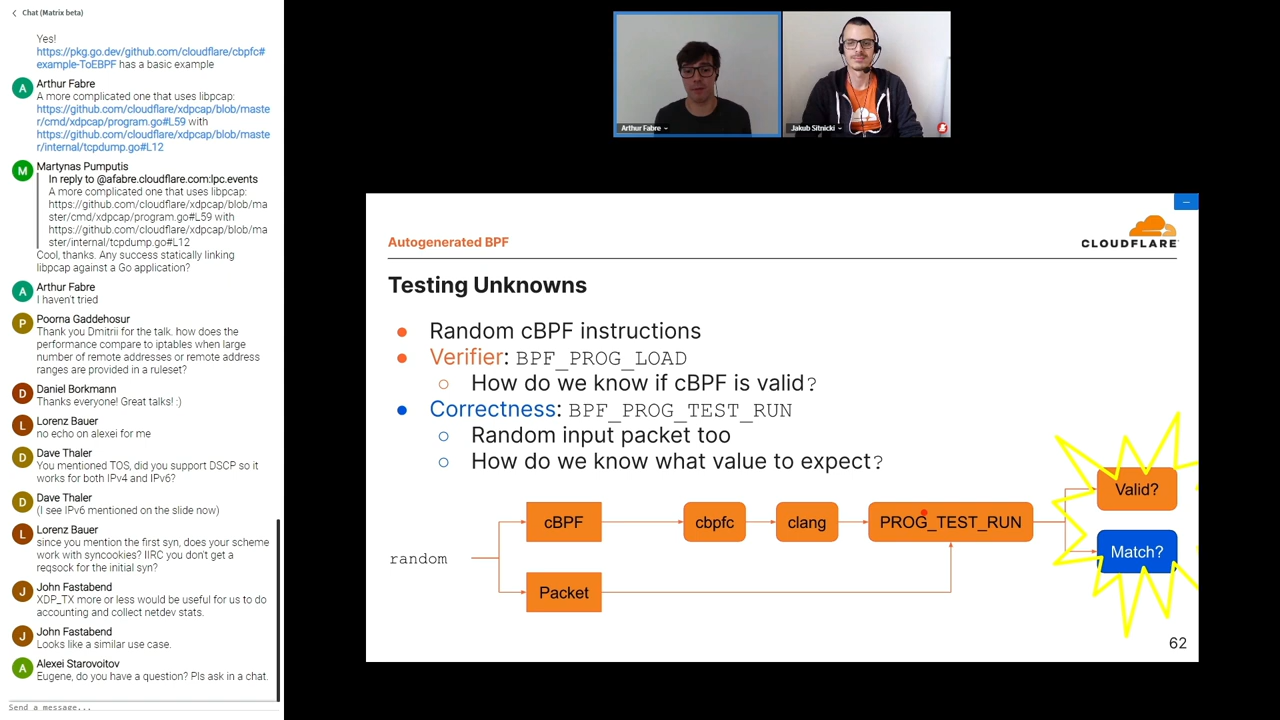 Chat (Matrix beta)
Yes!
https://pkg.go.dev/github.com/cloudflare/cbpfc#
example-ToEBPF has a basic example
A
Arthur Fabre
A more complicated one that uses libpcap:
https://github.com/cloudflare/xdpcap/blob/maste
r/cmd/xdpcap/program.go#L59 with
https://github.com/cloudflare/xdpcap/blob/maste
r/internal/tcpdump.go#L12
M
Martynas Pumputis
In reply to @afabre.cloudflare.com:lpc.events
A more complicated one that uses libpcap:
https://github.com/cloudflare/xdpcap/blob/ma
ster/cmd/xdpcap/program.go#L59 with
https://github.com/cloudflare/xdpcap/blob/ma
ster/internal/tcpdump.go#L12
Cool, thanks. Any success statically linking
libpcap against a Go application?
A
Arthur Fabre
I haven't tried
P
Poorna Gaddehosur
Thank you Dmitrii for the talk. how does the
performance compare to iptables when large
number of remote addresses or remote address
ranges are provided in a ruleset?
D
Daniel Borkmann
Thanks everyone! Great talks! :)
L
Lorenz Bauer
no echo on alexei for me
D
Dave Thaler
You mentioned TOS, did you support DSCP so it
works for both IPv4 and IPv6?
D
Dave Thaler
(I see IPv6 mentioned on the slide now)
L
Lorenz Bauer
since you mention the first syn, does your scheme
work with syncookies? IIRC you don't get a
reqsock for the initial syn?
J
John Fastabend
XDP_TX more or less would be useful for us to do
accounting and collect netdev stats.
J
John Fastabend
Looks like a similar use case.
A
Alexei Starovoitov
Eugene, do you have a question? Pls ask in a chat.
Send a message...
Arthur Fabre
Jakub Sitnicki
Autogenerated BPF
CLOUDFLARE
Testing Unknowns
Random cBPF instructions
Verifier: BPF_PROG_LOAD
How do we know if cBPF is valid?
Correctness: BPF_PROG_TEST_RUN
Random input packet too
How do we know what value to expect?
random
cBPF
cbpfc
clang
PROG_TEST_RUN
Valid?
Match?
Packet
62